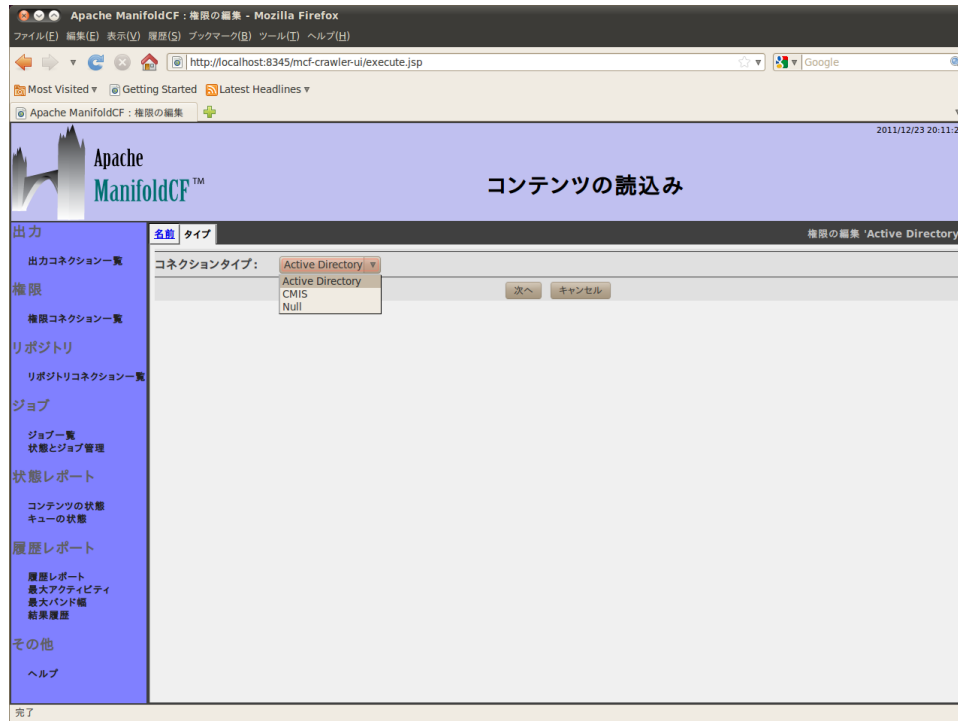 Apache ManifoldCF : 権限の編集 - Mozilla Firefox
ファイル(F) 編集(E) 表示(V) 履歴(S) ブックマーク(B) ツール(T) ヘルプ(H)
http://localhost:8345/mcf-crawler-ui/execute.jsp
Google
Most Visited Getting Started Latest Headlines
Apache ManifoldCF : 権限の編集
2011/12/23 20:11:2
Apache
ManifoldCF™
コンテンツの読込み
出力
出力コネクション一覧
権限
権限コネクション一覧
リポジトリ
リポジトリコネクション一覧
ジョブ
ジョブ一覧
状態とジョブ管理
状態レポート
コンテンツの状態
キューの状態
履歴レポート
履歴レポート
最大アクティビティ
最大バンド幅
結果履歴
その他
ヘルプ
名前 タイプ
権限の編集 'Active Directory
コネクションタイプ: Active Directory
Active Directory
CMIS
Null
次へ キャンセル
完了